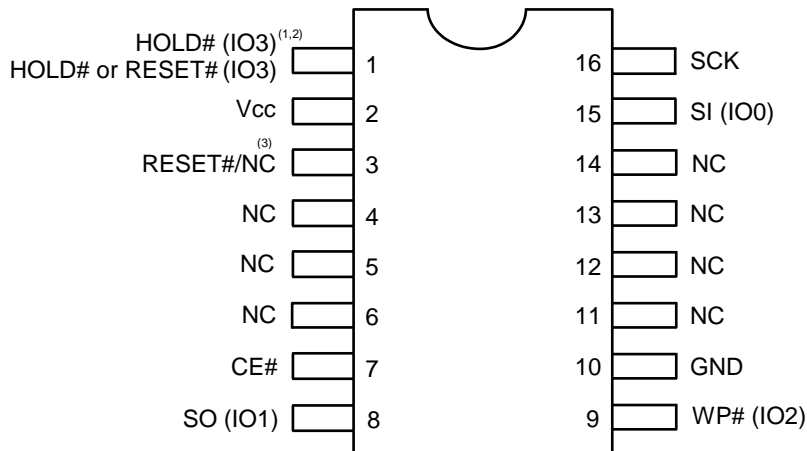 HOLD# (IO3)(1,2)
HOLD# or RESET# (IO3)
1
16
SCK
Vcc
2
15
SI (IO0)
RESET#/NC(3)
3
14
NC
NC
4
13
NC
NC
5
12
NC
NC
6
11
NC
CE#
7
10
GND
SO (IO1)
8
9
WP# (IO2)